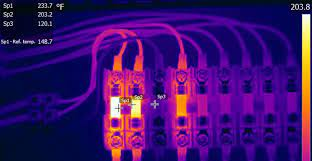 Sp1 233.7 °F
Sp2 203.2
Sp3 120.1
Sp1-Ref. temp. 148.7
203.8
Sp1
Sp2
Sp3